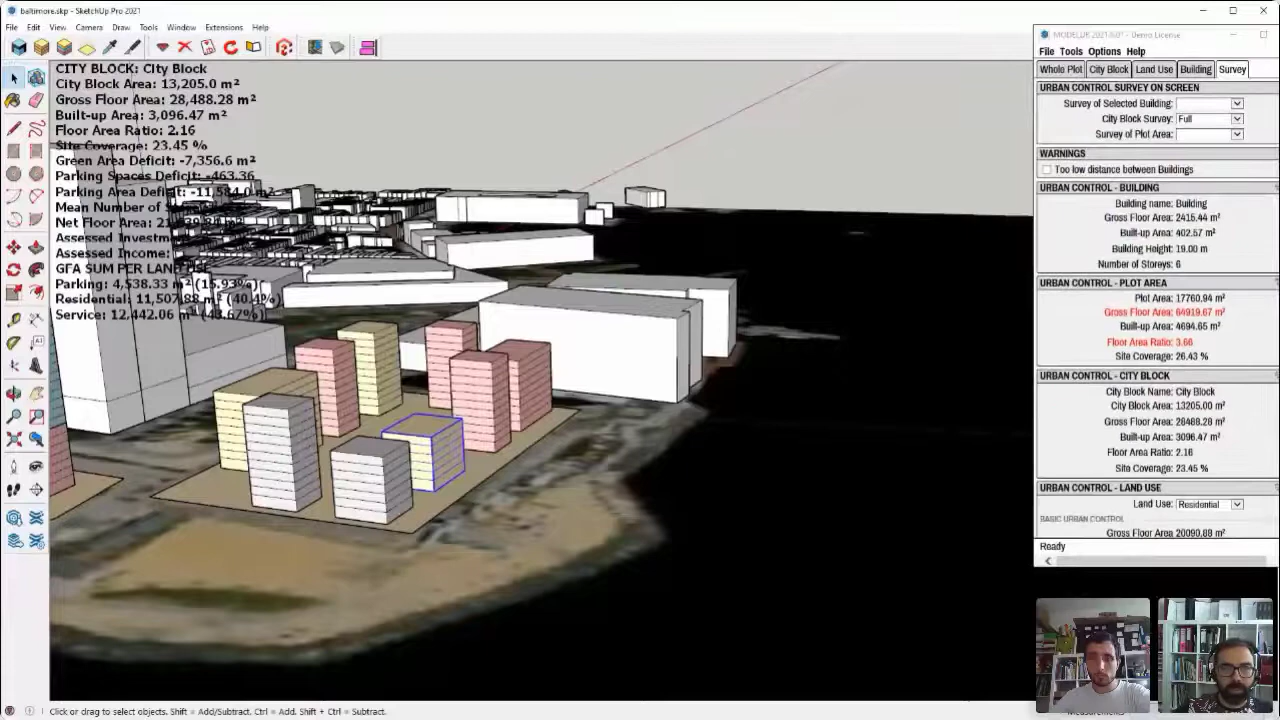 baltimore.skp - SketchUp Pro 2021
File Edit View Camera Draw Tools Window Extensions Help
CITY BLOCK: City Block
City Block Area: 13,205.0 m²
Gross Floor Area: 28,488.28 m²
Built-up Area: 3,096.47 m²
Floor Area Ratio: 2.16
Site Coverage: 23.45 %
Green Area Deficit: -7,356.6 m²
Parking Spaces Deficit: -463.36
Parking Area Deficit: -11,584.0 m²
Mean Number of
Net Floor Area:
Assessed
Assessed Income:
GFA SUM PER LAND USE
Parking: 4,538.33 m² (15.93%)
Residential: 11,507.88 m² (40.4%)
Service: 12,442.06 m² (43.67%)
MODELUR 2021 - Demo License
File Tools Options Help
Whole Plot City Block Land Use Building Survey
URBAN CONTROL SURVEY ON SCREEN
Survey of Selected Building:
City Block Survey: Full
Survey of Plot Area:
WARNINGS
Too low distance between Buildings
URBAN CONTROL - BUILDING
Building name: Building
Gross Floor Area: 2415.44 m²
Built-up Area: 402.57 m²
Building Height: 19.00 m
Number of Storeys: 6
URBAN CONTROL - PLOT AREA
Plot Area: 17760.94 m²
Gross Floor Area: 64919.67 m²
Built-up Area: 4694.65 m²
Floor Area Ratio: 3.66
Site Coverage: 26.43 %
URBAN CONTROL - CITY BLOCK
City Block Name: City Block
City Block Area: 13205.00 m²
Gross Floor Area: 28488.28 m²
Built-up Area: 3096.47 m²
Floor Area Ratio: 2.16
Site Coverage: 23.45 %
URBAN CONTROL - LAND USE
Land Use: Residential
BASIC URBAN CONTROL
Gross Floor Area 20090.88 m²
Ready
Click or drag to select objects. Shift = Add/Subtract. Ctrl = Add. Shift + Ctrl = Subtract.
Measurements